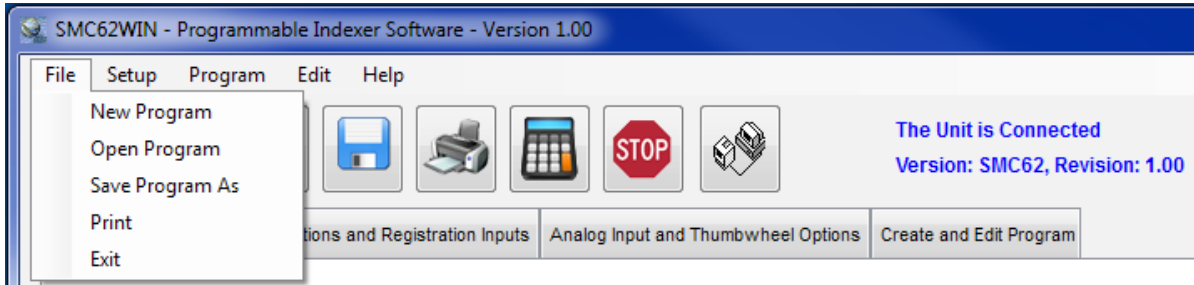 SMC62WIN - Programmable Indexer Software - Version 1.00
File Setup Program Edit Help
New Program
Open Program
Save Program As
Print
Exit
STOP
The Unit is Connected
Version: SMC62, Revision: 1.00
and Registration Inputs Analog Input and Thumbwheel Options Create and Edit Program